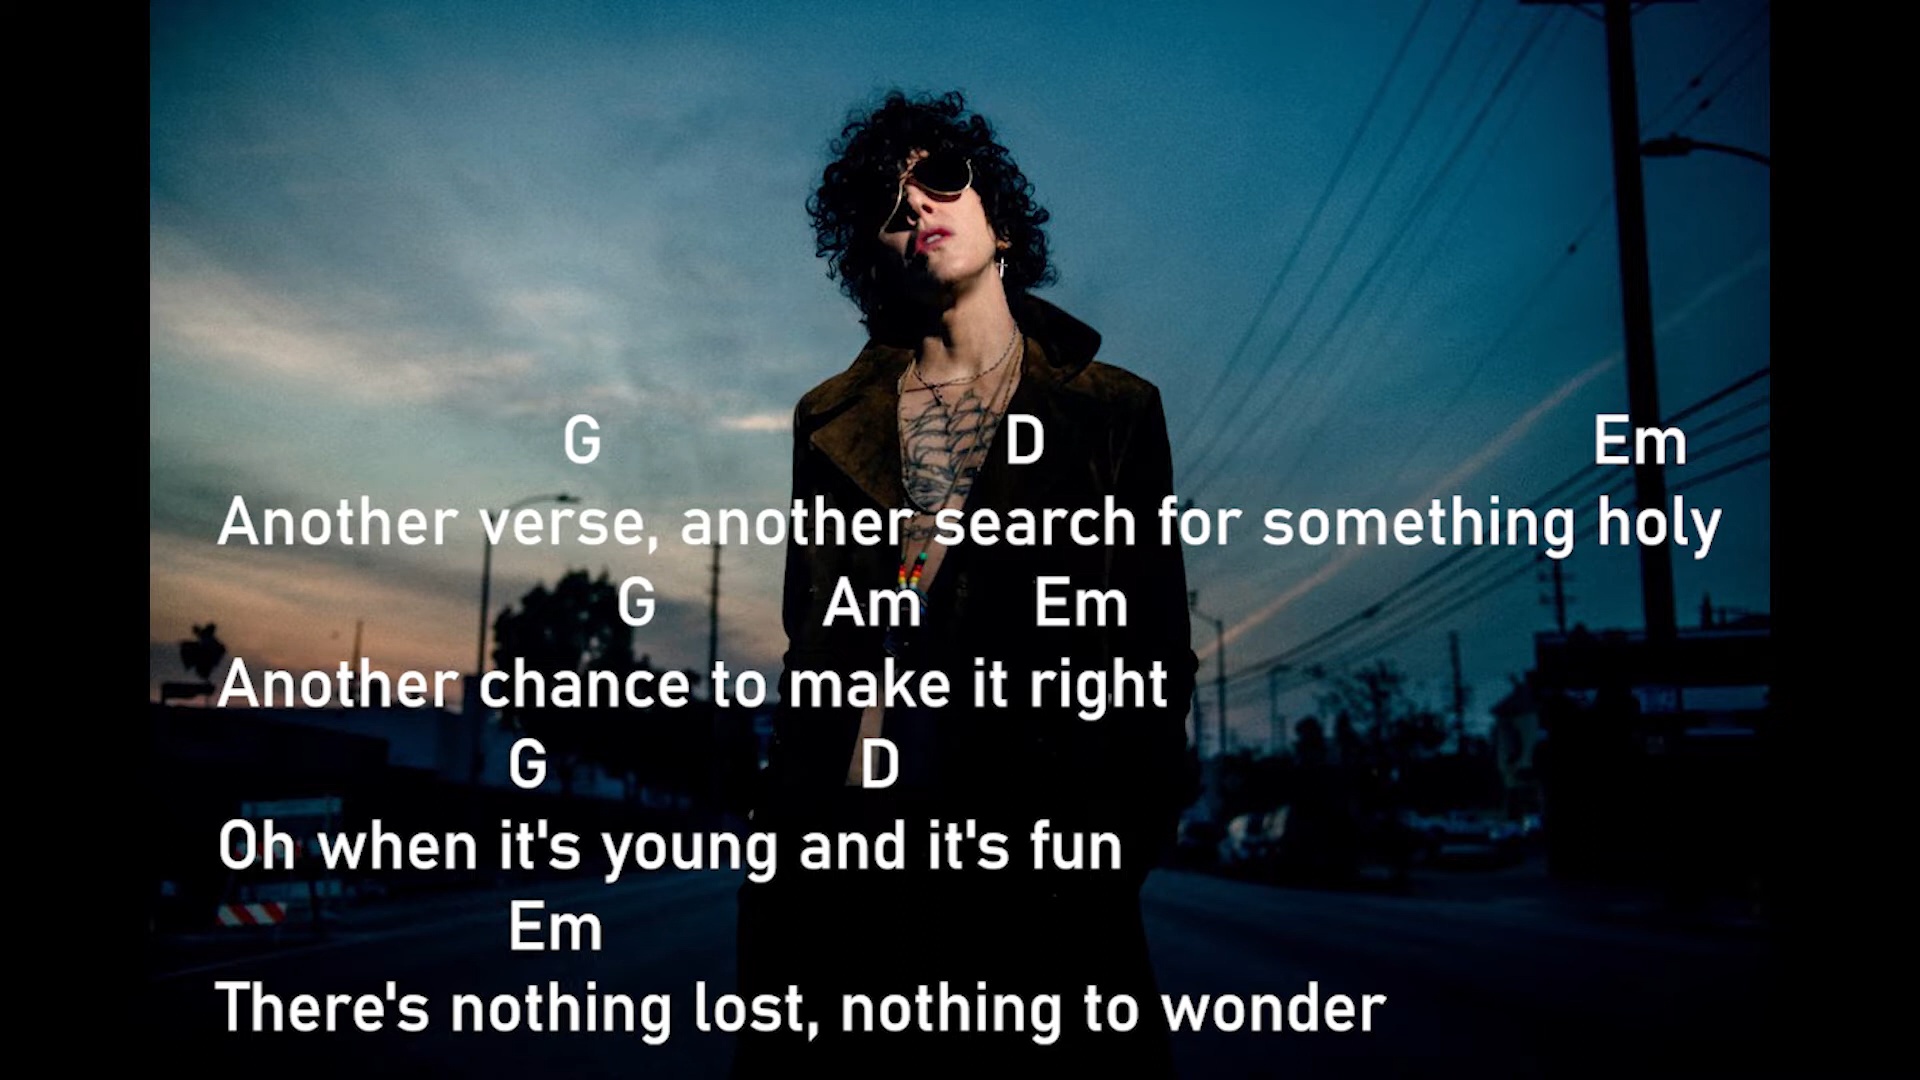 G D Em
Another verse, another search for something holy
G Am Em
Another chance to make it right
G D
Oh when it's young and it's fun
Em
There's nothing lost, nothing to wonder